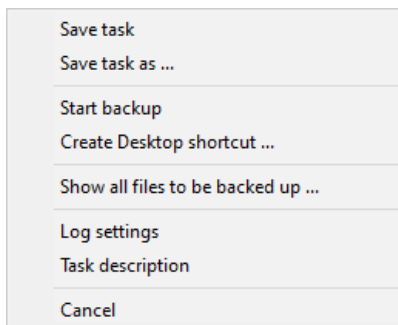 Save task
Save task as ...
Start backup
Create Desktop shortcut ...
Show all files to be backed up ...
Log settings
Task description
Cancel